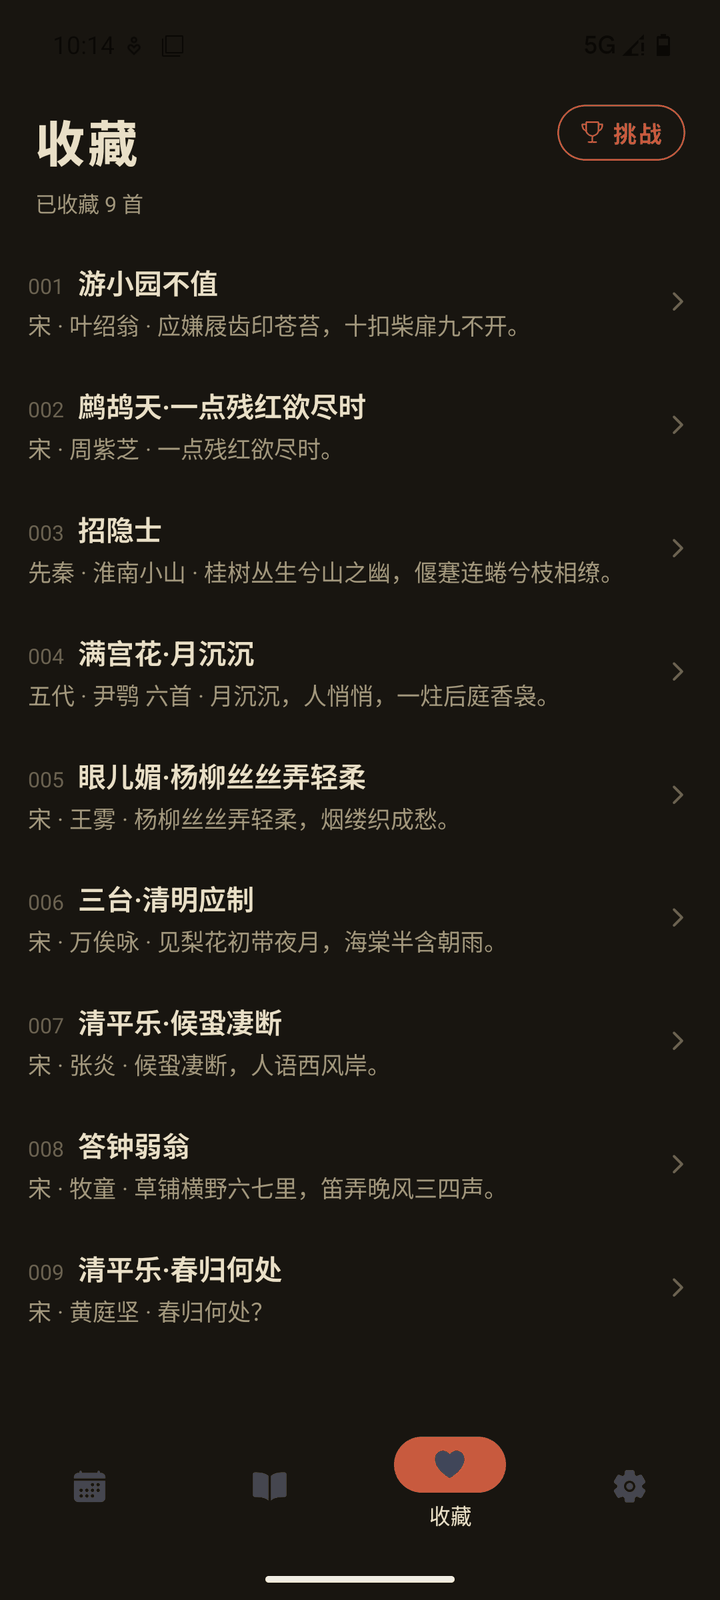 10:14
5G
收藏
挑战
已收藏 9 首
001 游小园不值
宋 · 叶绍翁 · 应嫌屐齿印苍苔，十扣柴扉九不开。
002 鹧鸪天·一点残红欲尽时
宋 · 周紫芝 · 一点残红欲尽时。
003 招隐士
先秦 · 淮南小山 · 桂树丛生兮山之幽，偃蹇连蜷兮枝相缭。
004 满宫花·月沉沉
五代 · 尹鹗 六首 · 月沉沉，人悄悄，一炷后庭香袅。
005 眼儿媚·杨柳丝丝弄轻柔
宋 · 王雱 · 杨柳丝丝弄轻柔，烟缕织成愁。
006 三台·清明应制
宋 · 万俟咏 · 见梨花初带夜月，海棠半含朝雨。
007 清平乐·候蛩凄断
宋 · 张炎 · 候蛩凄断，人语西风岸。
008 答钟弱翁
宋 · 牧童 · 草铺横野六七里，笛弄晚风三四声。
009 清平乐·春归何处
宋 · 黄庭坚 · 春归何处？
收藏